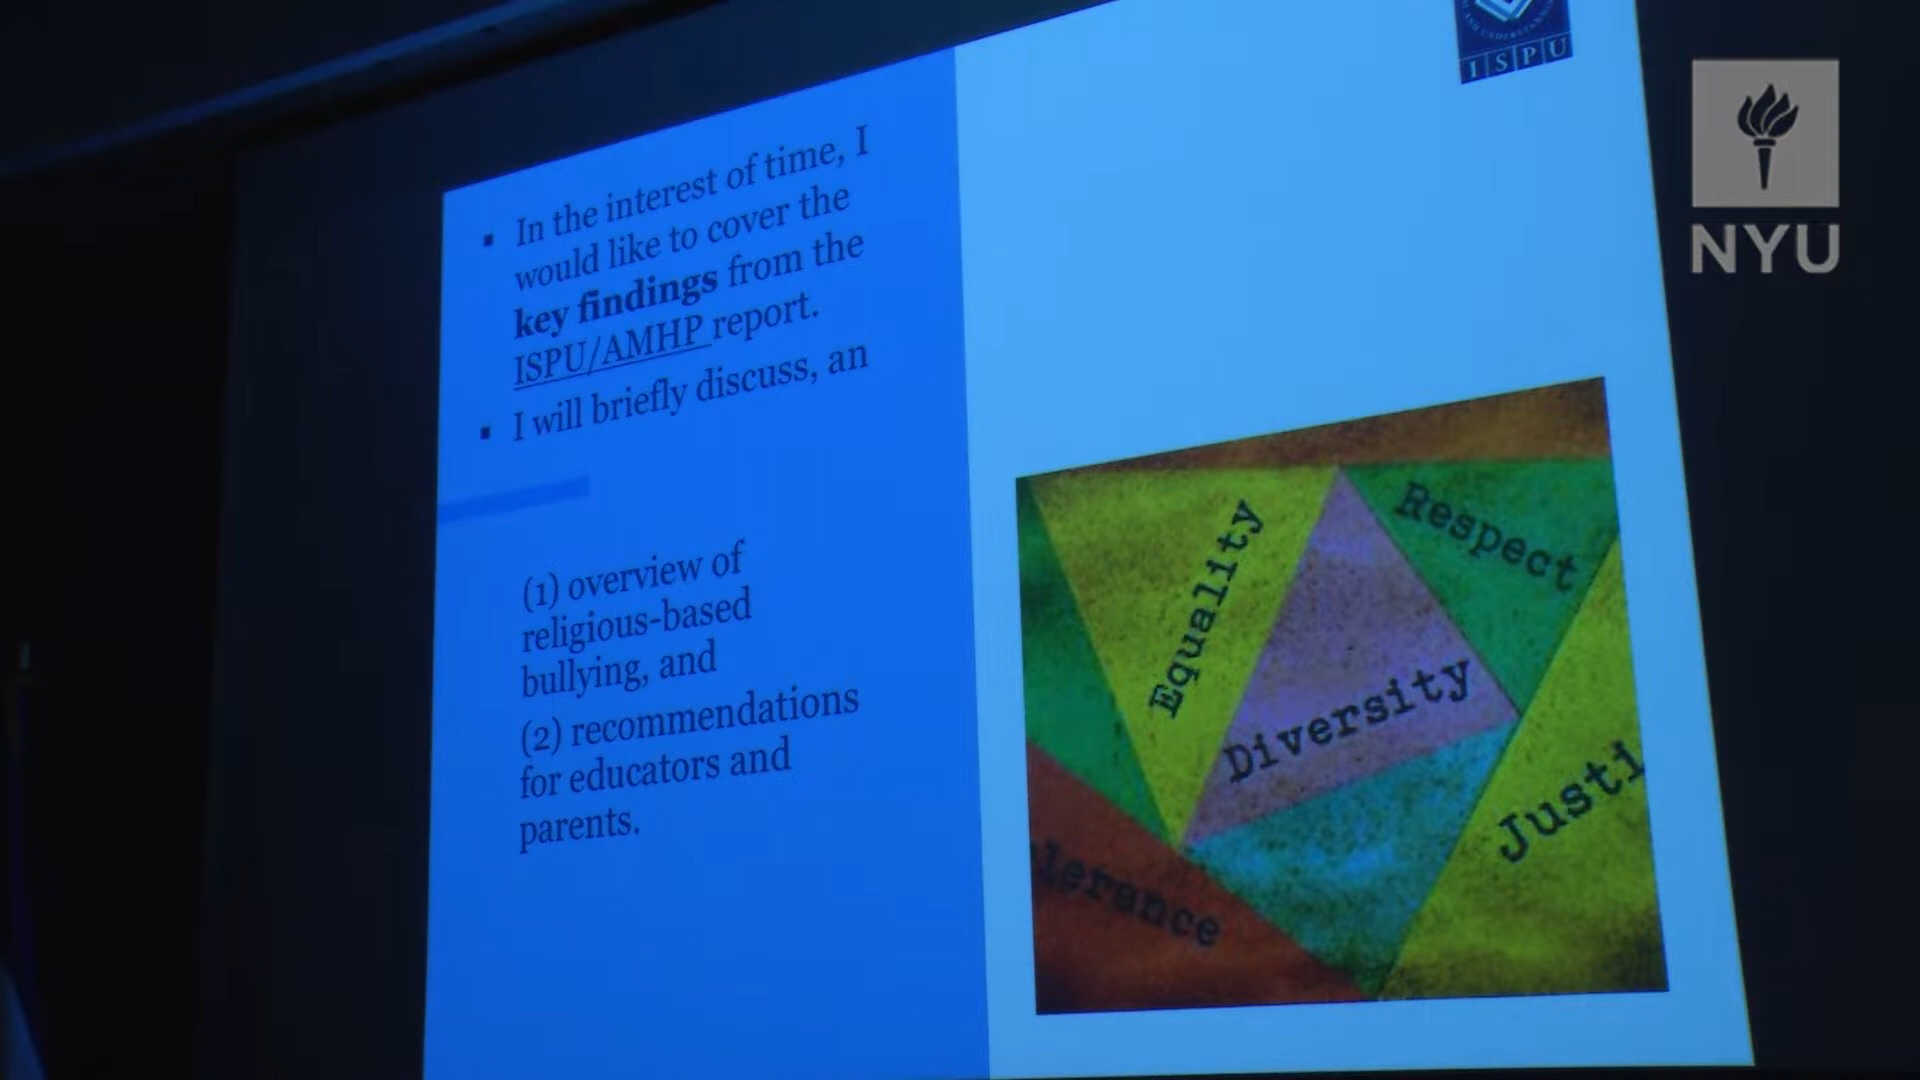 In the interest of time, I
would like to cover the
key findings from the
ISPU/AMHP report.
I will briefly discuss, an
(1) overview of
religious-based
bullying, and
(2) recommendations
for educators and
parents.
ISPU
Equality
Respect
Diversity
Justi
lerance
NYU